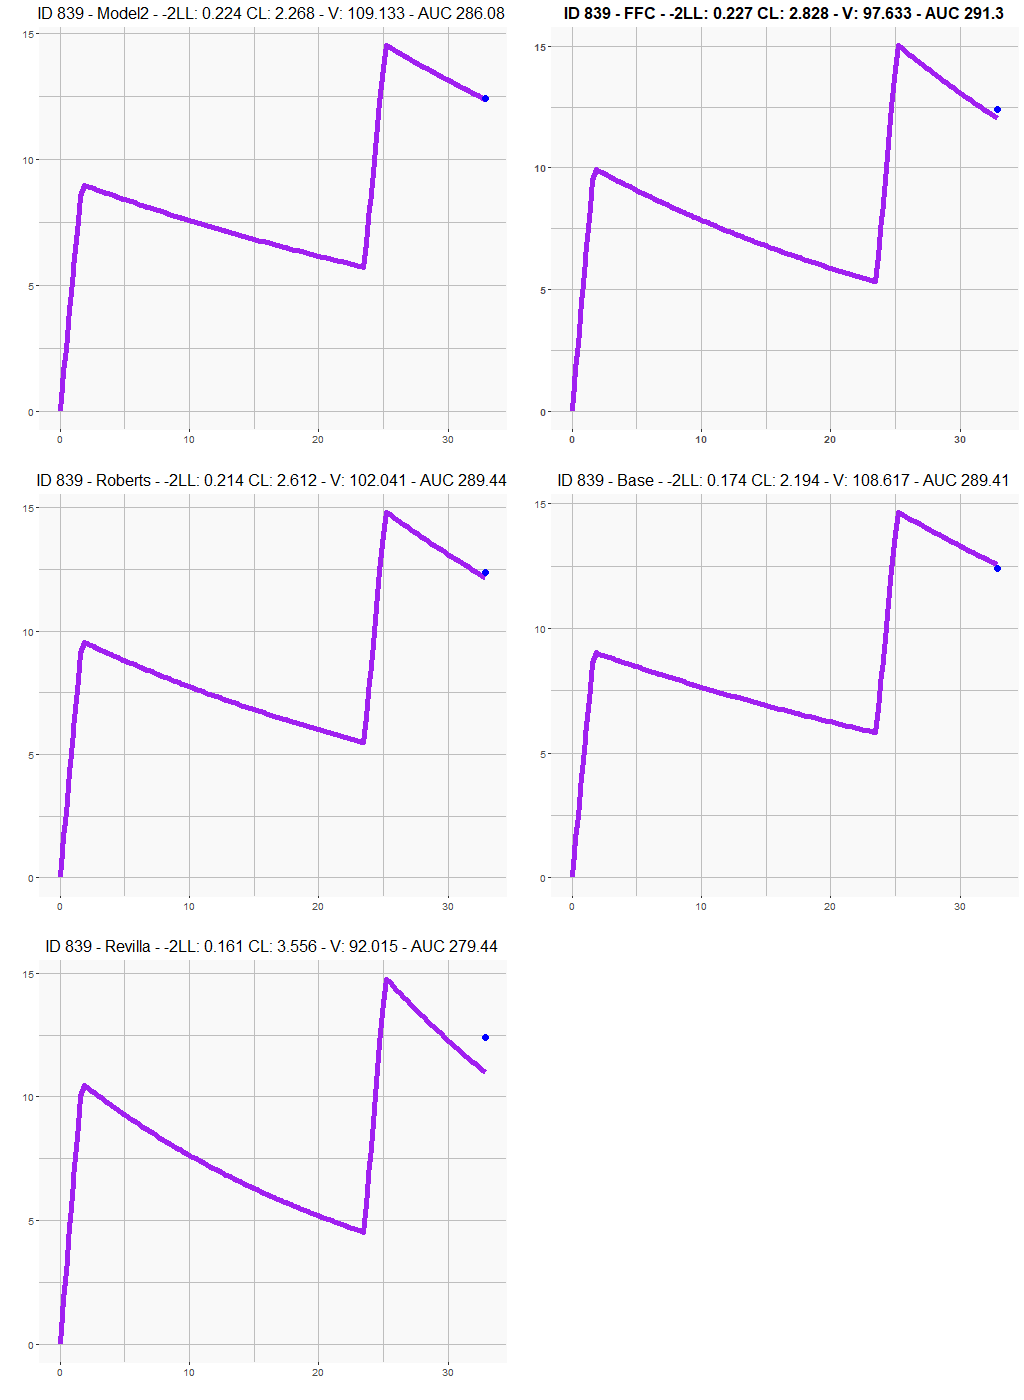 ID 839 - Model2 - -2LL: 0.224 CL: 2.268 - V: 109.133 - AUC 286.08
15
10
5
0
0 10 20 30
ID 839 - FFC - -2LL: 0.227 CL: 2.828 - V: 97.633 - AUC 291.3
15
10
5
0
0 10 20 30
ID 839 - Roberts - -2LL: 0.214 CL: 2.612 - V: 102.041 - AUC 289.44
15
10
5
0
0 10 20 30
ID 839 - Base - -2LL: 0.174 CL: 2.194 - V: 108.617 - AUC 289.41
15
10
5
0
0 10 20 30
ID 839 - Revilla - -2LL: 0.161 CL: 3.556 - V: 92.015 - AUC 279.44
15
10
5
0
0 10 20 30